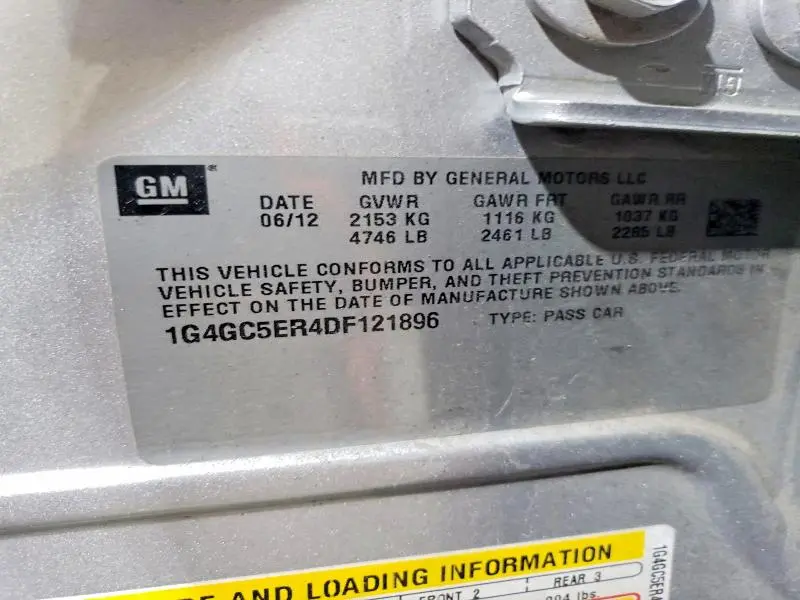 GM®
MFD BY GENERAL MOTORS LLC
DATE GVWR GAWR FRT GAWR RR
06/12 2153 KG 1116 KG 1037 KG
4746 LB 2461 LB 2285 LB
THIS VEHICLE CONFORMS TO ALL APPLICABLE U.S. FEDERAL MOTOR
VEHICLE SAFETY, BUMPER, AND THEFT PREVENTION STANDARDS IN
EFFECT ON THE DATE OF MANUFACTURE SHOWN ABOVE.
1G4GC5ER4DF121896 TYPE: PASS CAR
AND LOADING INFORMATION
FRONT 2 REAR 3
lbs.
1G4GC5ER4